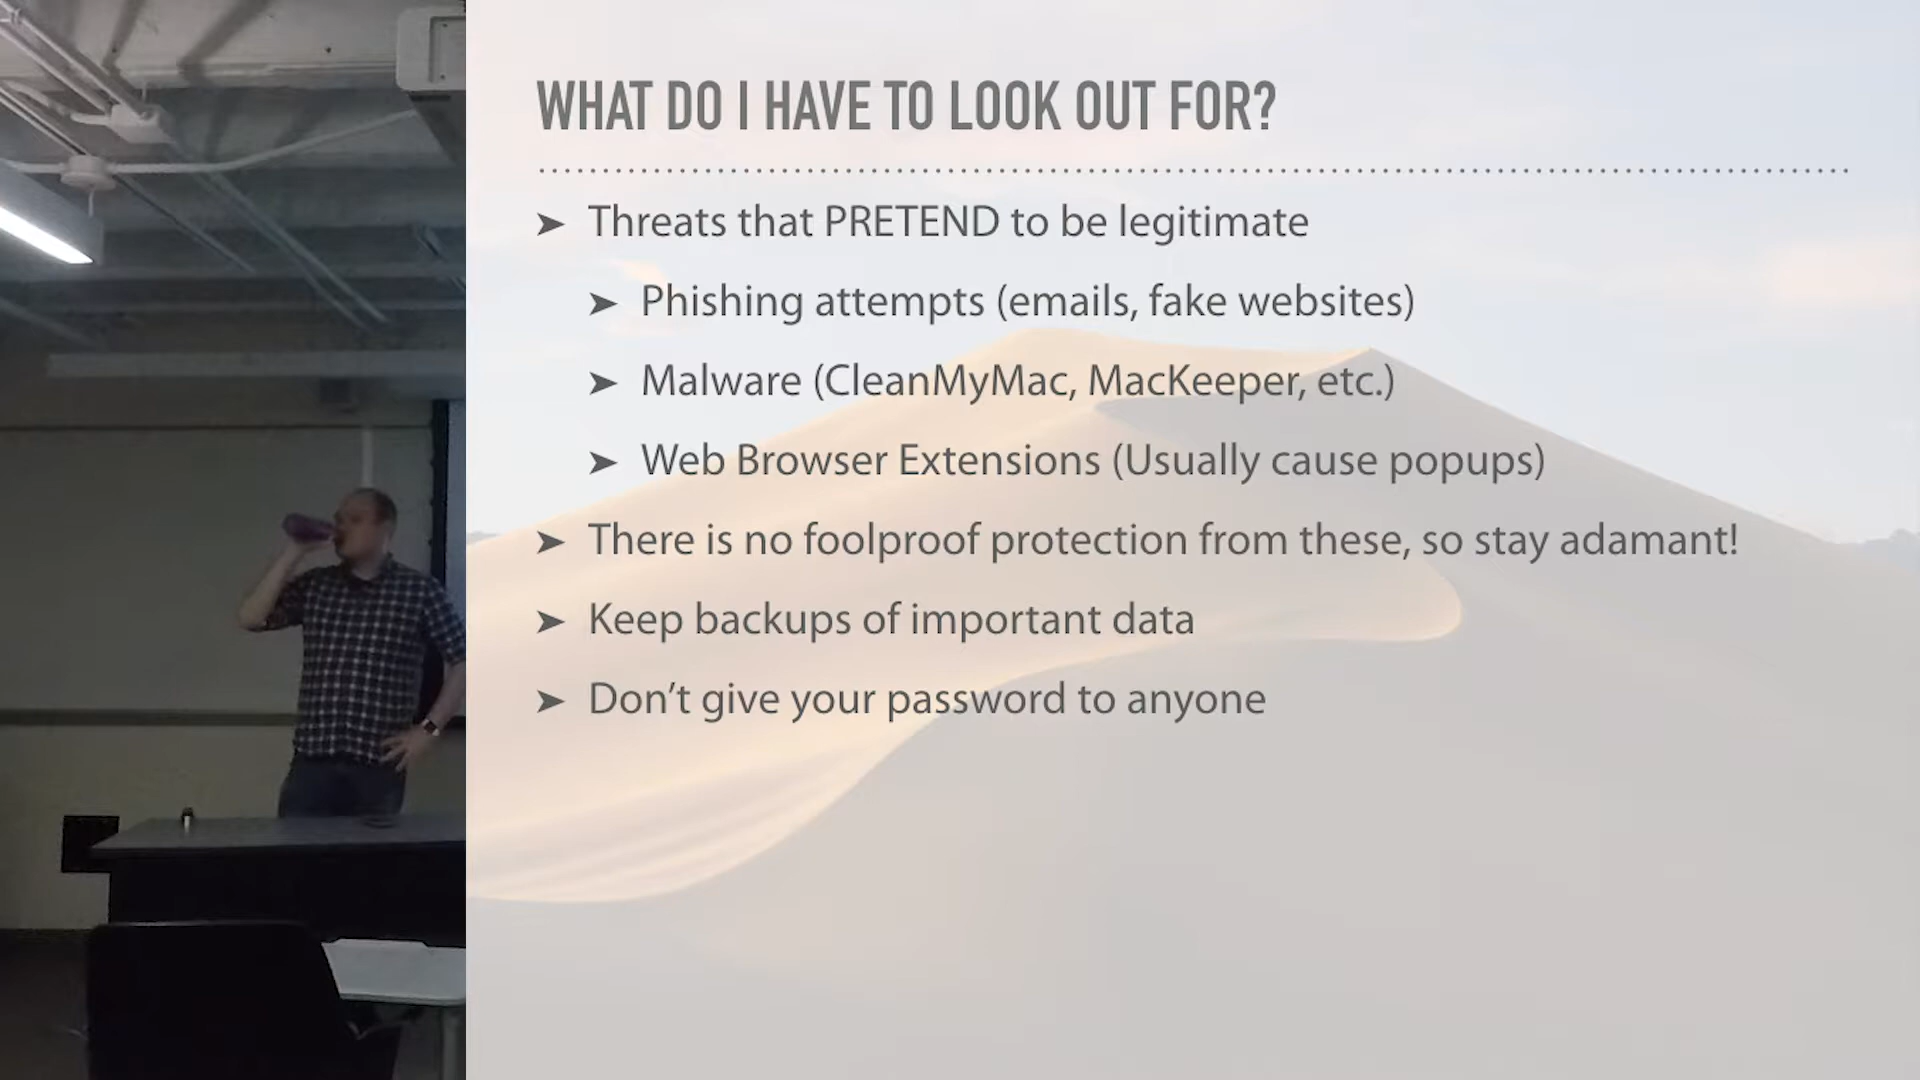 WHAT DO I HAVE TO LOOK OUT FOR?
➤ Threats that PRETEND to be legitimate
➤ Phishing attempts (emails, fake websites)
➤ Malware (CleanMyMac, MacKeeper, etc.)
➤ Web Browser Extensions (Usually cause popups)
➤ There is no foolproof protection from these, so stay adamant!
➤ Keep backups of important data
➤ Don’t give your password to anyone